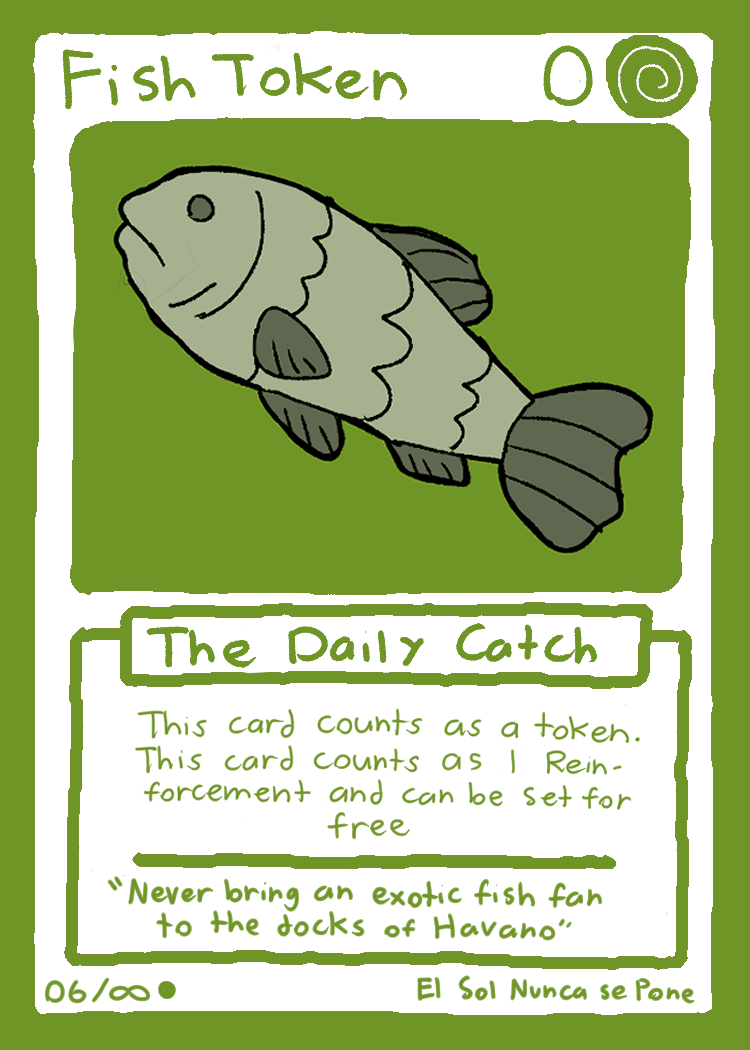 Fish Token 0
The Daily Catch
This card counts as a token.
This card counts as 1 Rein-
forcement and can be set for
free
"Never bring an exotic fish fan
to the docks of Havano"
06/∞ ● El Sol Nunca se Pone